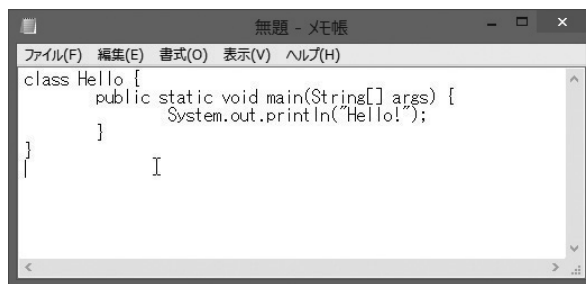 無題 - メモ帳
ファイル(F) 編集(E) 書式(O) 表示(V) ヘルプ(H)
class Hello {
        public static void main(String[] args) {
                System.out.println("Hello!");
        }
}